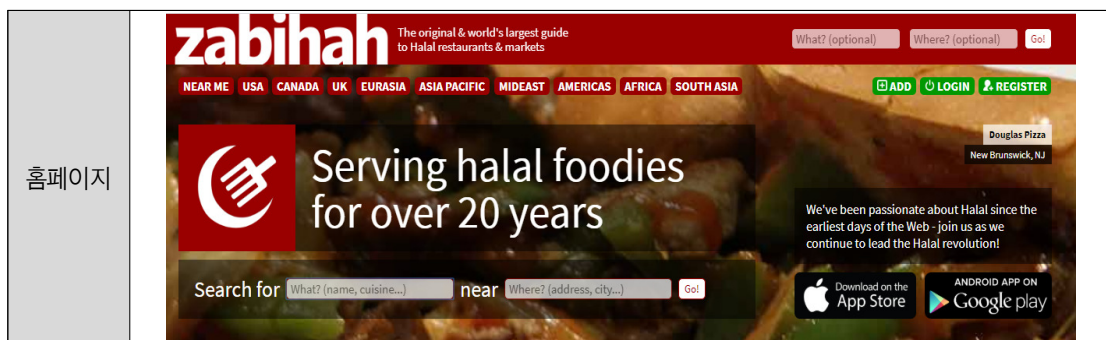 홈페이지
zabihah
The original & world's largest guide
to Halal restaurants & markets
What? (optional)
Where? (optional)
Go!
NEAR ME
USA
CANADA
UK
EURASIA
ASIA PACIFIC
MIDEAST
AMERICAS
AFRICA
SOUTH ASIA
ADD
LOGIN
REGISTER
Serving halal foodies
for over 20 years
Douglas Pizza
New Brunswick, NJ
We've been passionate about Halal since the
earliest days of the Web - join us as we
continue to lead the Halal revolution!
Search for
What? (name, cuisine...)
near
Where? (address, city...)
Go!
Download on the
App Store
ANDROID APP ON
Google play